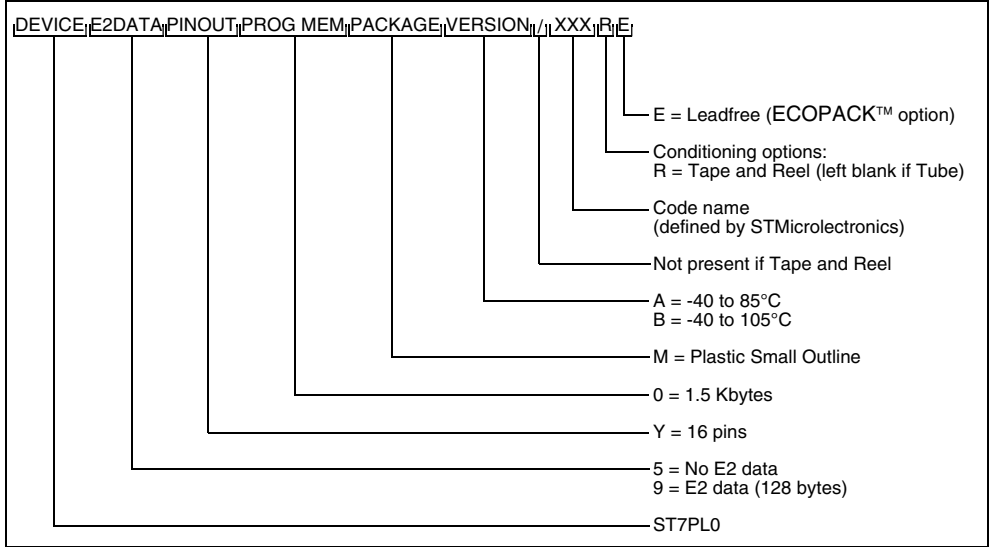 DEVICE E2DATA PINOUT PROG MEM PACKAGE VERSION / XXX R E
E = Leadfree (ECOPACK™ option)
Conditioning options:
R = Tape and Reel (left blank if Tube)
Code name
(defined by STMicrolectronics)
Not present if Tape and Reel
A = -40 to 85°C
B = -40 to 105°C
M = Plastic Small Outline
0 = 1.5 Kbytes
Y = 16 pins
5 = No E2 data
9 = E2 data (128 bytes)
ST7PL0